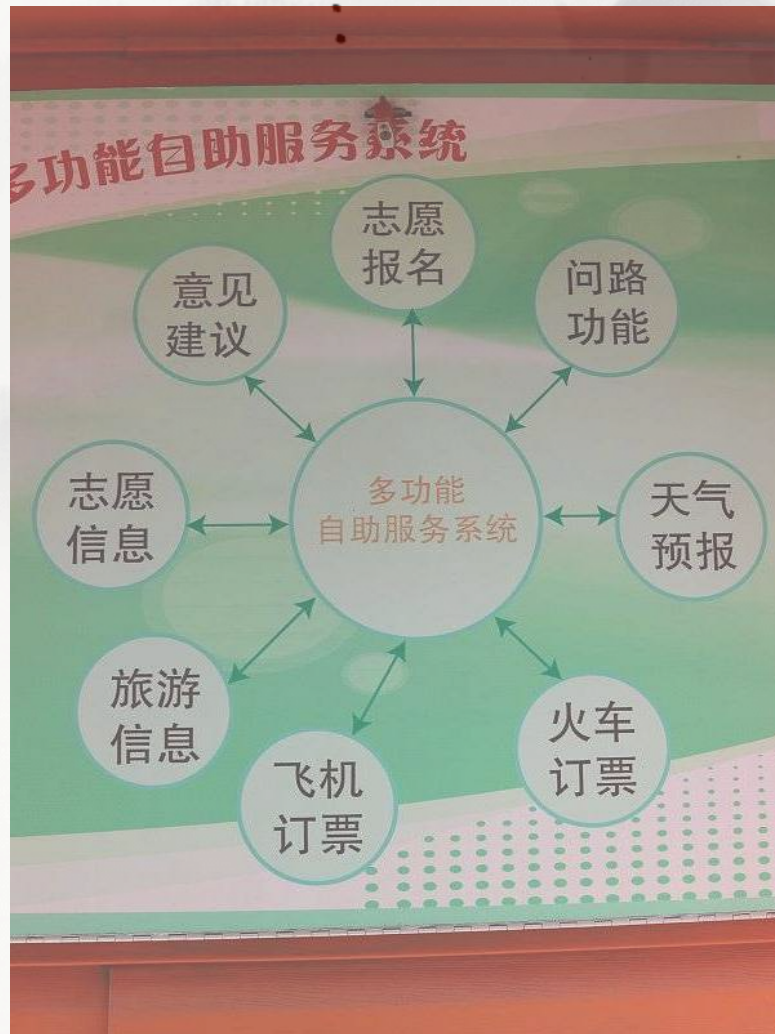 多功能自助服务系统
志愿
报名
意见
建议
问路
功能
志愿
信息
多功能
自助服务系统
天气
预报
旅游
信息
火车
订票
飞机
订票